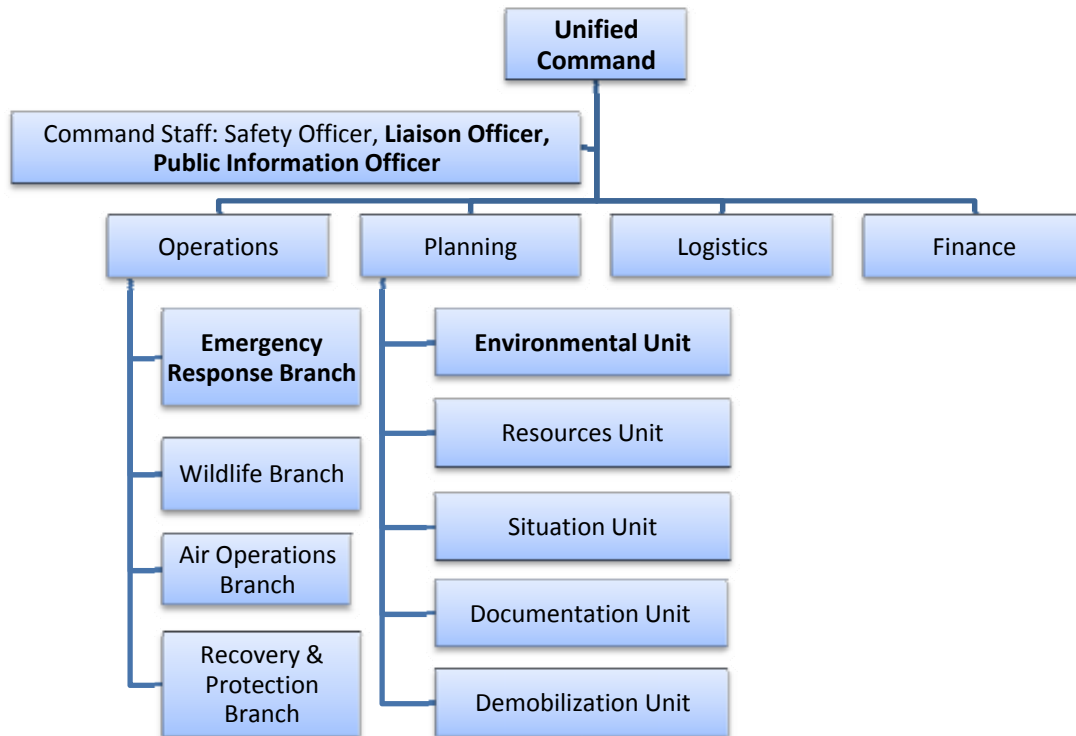 Unified
Command
Command Staff: Safety Officer, Liaison Officer,
Public Information Officer
Operations
Planning
Logistics
Finance
Emergency
Response Branch
Wildlife Branch
Air Operations
Branch
Recovery &
Protection
Branch
Environmental Unit
Resources Unit
Situation Unit
Documentation Unit
Demobilization Unit